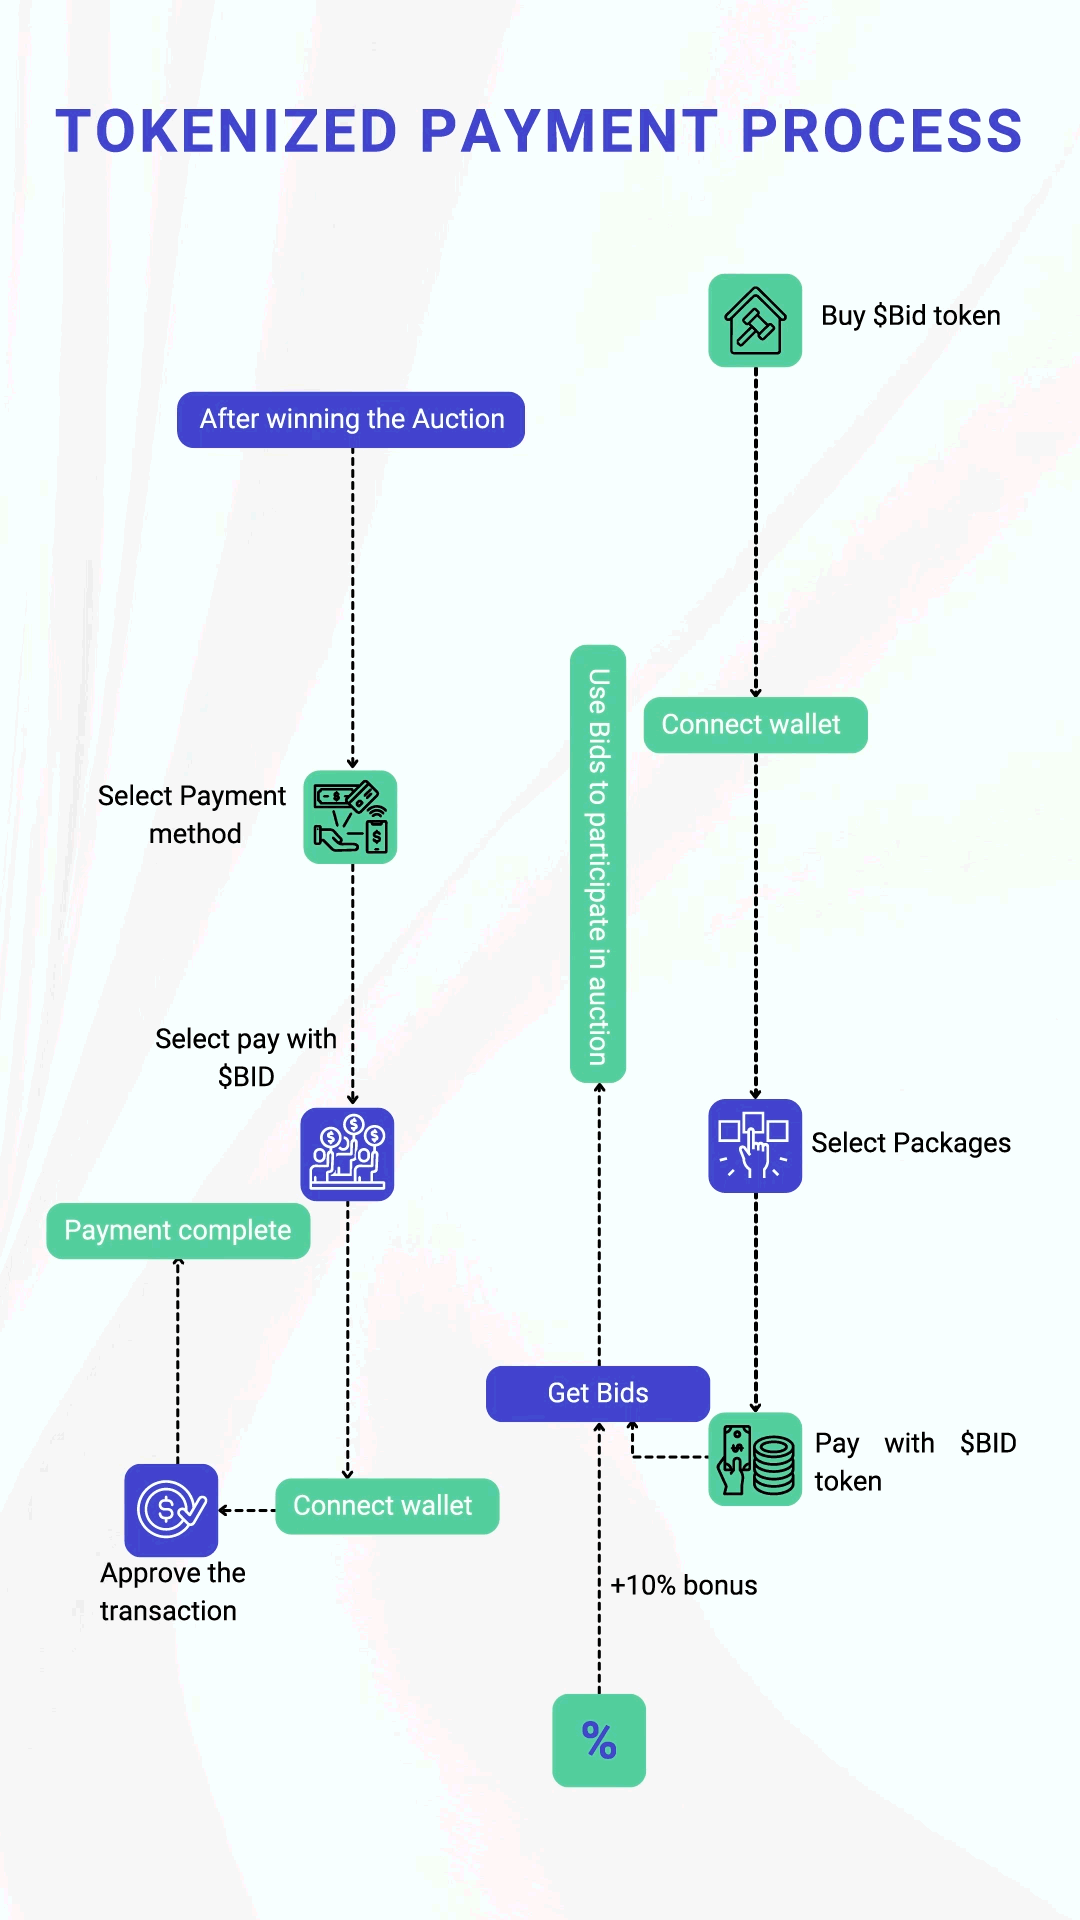 TOKENIZED PAYMENT PROCESS
Buy $Bid token
After winning the Auction
Use Bids to participate in auction
Connect wallet
Select Payment
method
Select pay with
$BID
Select Packages
Payment complete
Get Bids
Pay with $BID
token
Connect wallet
Approve the
transaction
+10% bonus
%